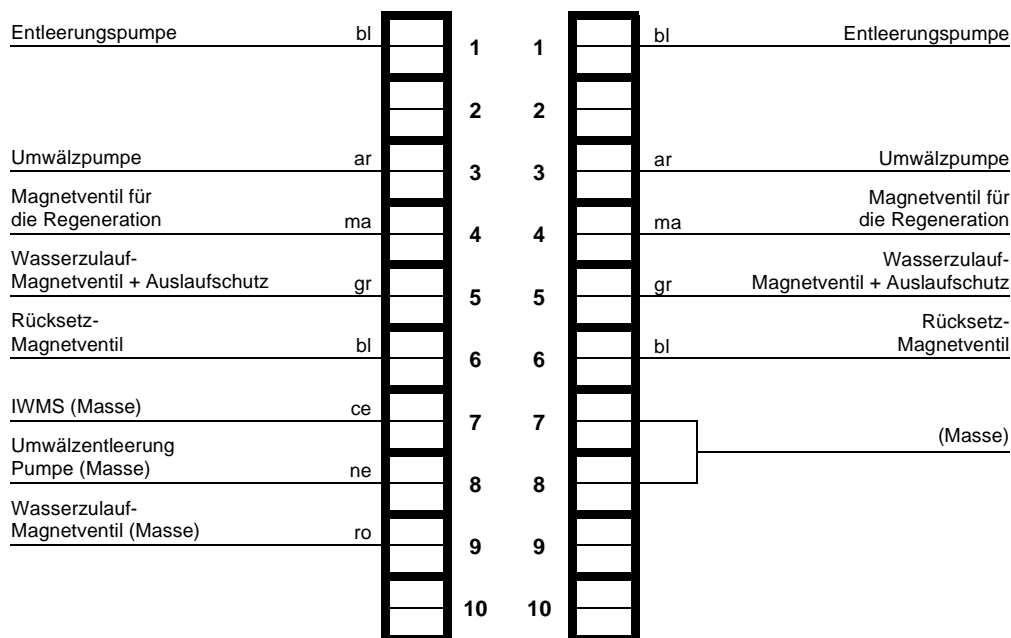 Entleerungspumpe bl 1 1 bl Entleerungspumpe
2 2
Umwälzpumpe ar 3 3 ar Umwälzpumpe
Magnetventil für Magnetventil für
die Regeneration ma 4 4 ma die Regeneration
Wasserzulauf- Wasserzulauf-
Magnetventil + Auslaufschutz gr 5 5 gr Magnetventil + Auslaufschutz
Rücksetz- Rücksetz-
Magnetventil bl 6 6 bl Magnetventil
IWMS (Masse) ce 7 7
(Masse)
Umwälzentleerung
Pumpe (Masse) ne 8 8
Wasserzulauf-
Magnetventil (Masse) ro 9 9
10 10